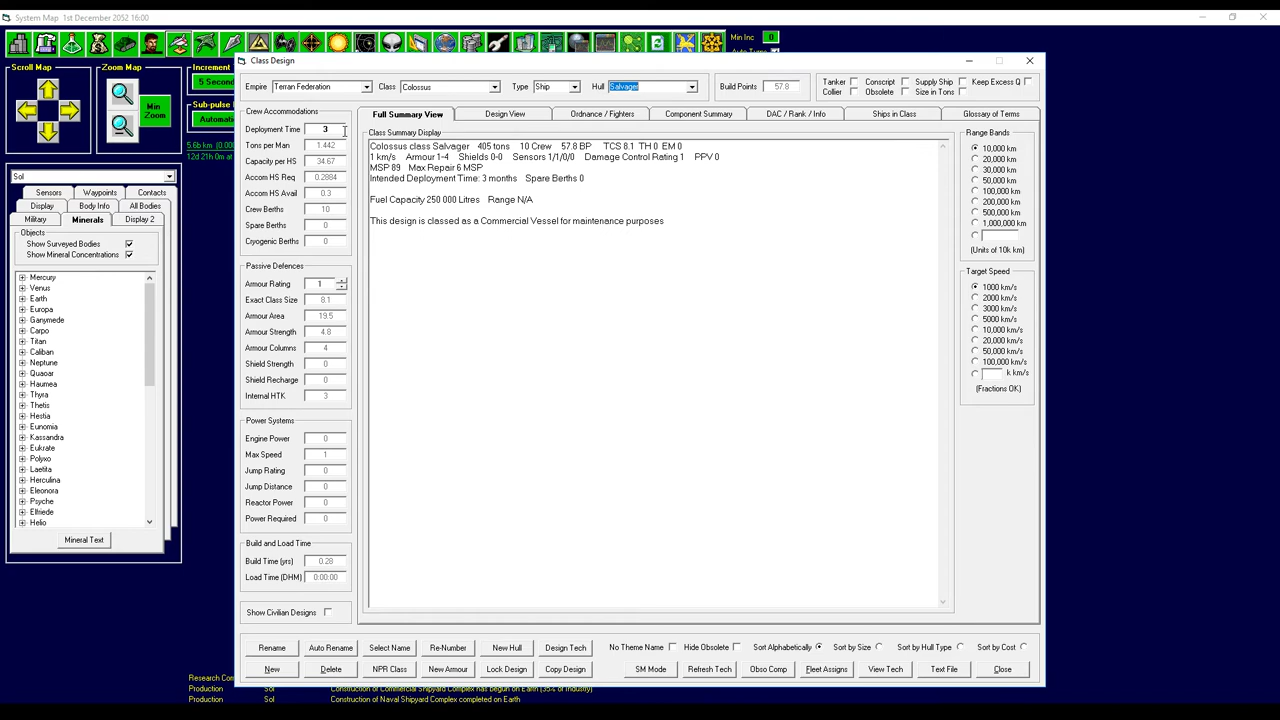 System Map   1st December 2052 16:00
Min Inc 0
Scroll Map
Zoom Map
Increment
5 Second
Min Zoom
Sub-pulse
Automati
5.6b km (0.00
12d 21h 0m at
Sol
Sensors Waypoints Contacts
Display Body Info All Bodies
Military Minerals Display 2
Objects
Show Surveyed Bodies
Show Mineral Concentrations
Mercury
Venus
Earth
Europa
Ganymede
Carpo
Titan
Caliban
Neptune
Quaoar
Haumea
Thyra
Thetis
Hestia
Eunomia
Kassandra
Eukrate
Polyxo
Laetita
Herculina
Eleonora
Psyche
Elfriede
Helio
Mineral Text
Class Design
Empire Terran Federation Class Colossus Type Ship Hull Salvager Build Points 57.8
Tanker Conscript Supply Ship Keep Excess Q
Collier Obsolete Size in Tons
Crew Accommodations
Deployment Time 3
Tons per Man 1.442
Capacity per HS 34.67
Accom HS Req 0.2884
Accom HS Avail 0.3
Crew Berths 10
Spare Berths 0
Cryogenic Berths 0
Passive Defences
Armour Rating 1
Exact Class Size 8.1
Armour Area 19.5
Armour Strength 4.8
Armour Columns 4
Shield Strength 0
Shield Recharge 0
Internal HTK 3
Power Systems
Engine Power 0
Max Speed 1
Jump Rating 0
Jump Distance 0
Reactor Power 0
Power Required 0
Build and Load Time
Build Time (yrs) 0.28
Load Time (DHM) 0:00:00
Show Civilian Designs
Full Summary View Design View Ordnance / Fighters Component Summary DAC / Rank / Info Ships in Class Glossary of Terms
Class Summary Display
Colossus class Salvager 405 tons 10 Crew 57.8 BP TCS 8.1 TH 0 EM 0
1 km/s Armour 1-4 Shields 0-0 Sensors 1/1/0/0 Damage Control Rating 1 PPV 0
MSP 89 Max Repair 6 MSP
Intended Deployment Time: 3 months Spare Berths 0
Fuel Capacity 250 000 Litres Range N/A
This design is classed as a Commercial Vessel for maintenance purposes
Range Bands
10,000 km
20,000 km
30,000 km
50,000 km
100,000 km
200,000 km
500,000 km
1,000,000 km
(Units of 10k km)
Target Speed
1000 km/s
2000 km/s
3000 km/s
5000 km/s
10,000 km/s
20,000 km/s
50,000 km/s
100,000 km/s
k km/s
(Fractions OK)
Rename Auto Rename Select Name Re-Number New Hull Design Tech No Theme Name Hide Obsolete Sort Alphabetically Sort by Size Sort by Hull Type Sort by Cost
New Delete NPR Class New Armour Lock Design Copy Design SM Mode Refresh Tech Obso Comp Fleet Assigns View Tech Text File Close
Production Sol Construction of Naval Shipyard Complex completed on Earth